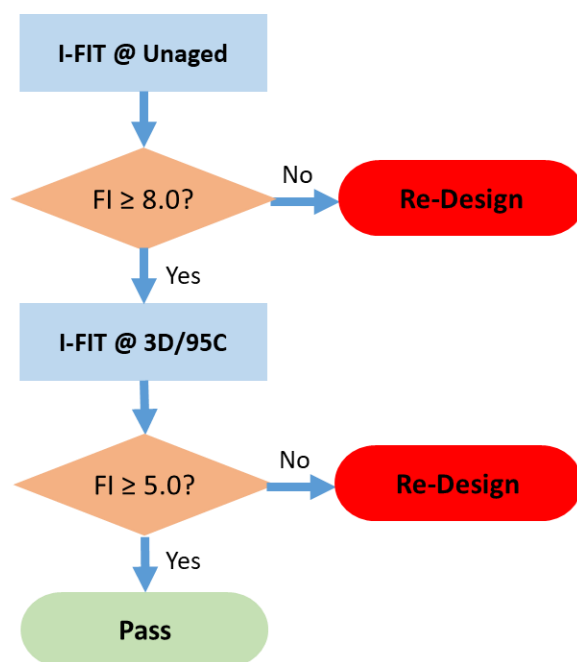 I-FIT @ Unaged
FI ≥ 8.0?
No
Re-Design
Yes
I-FIT @ 3D/95C
FI ≥ 5.0?
No
Re-Design
Yes
Pass